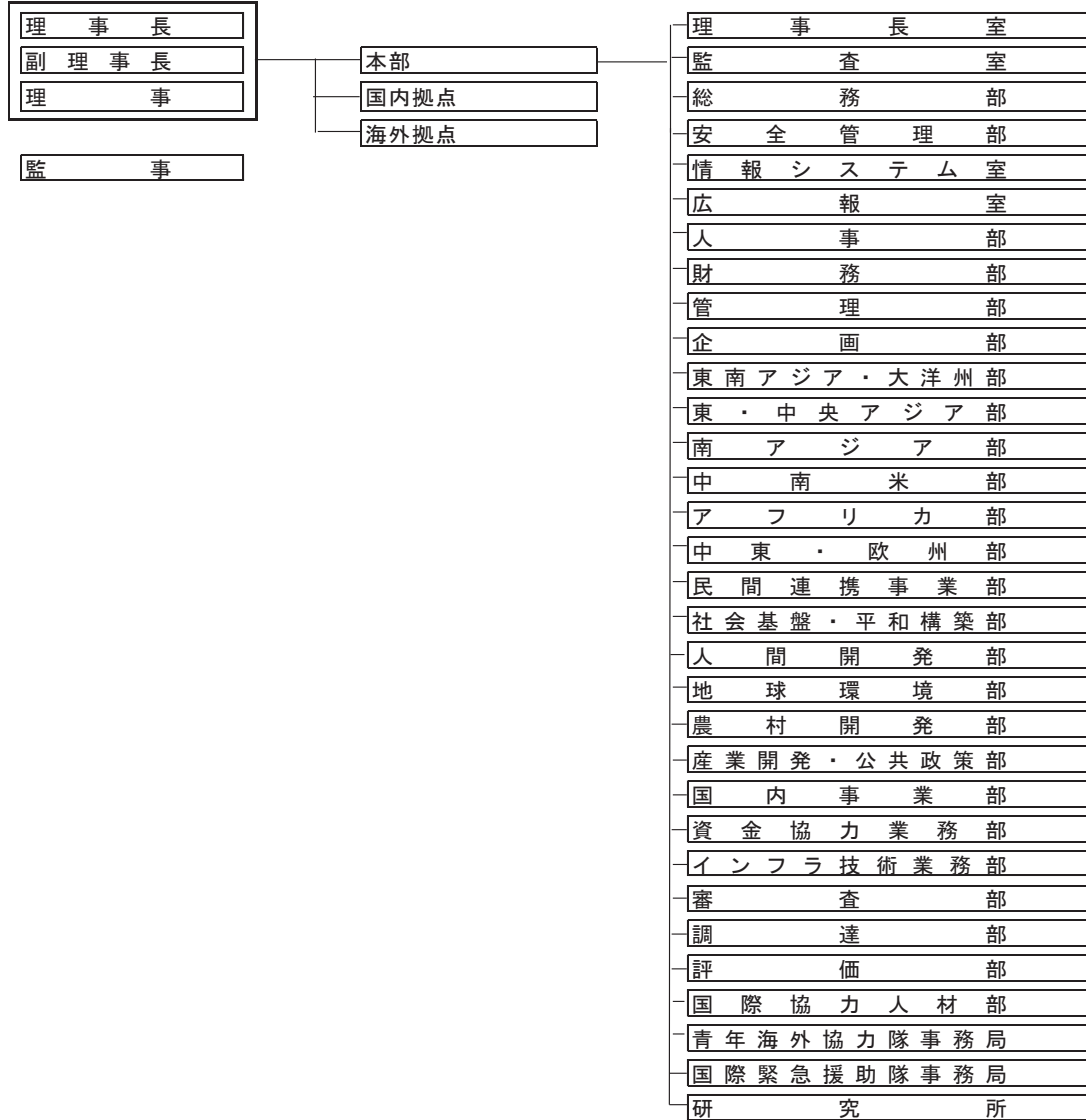 理事長
副理事長
理事
監事
本部
国内拠点
海外拠点
理事長室
監査室
総務部
安全管理部
情報システム室
広報室
人事部
財務部
管理部
企画部
東南アジア・大洋州部
東・中央アジア部
南アジア部
中南米部
アフリカ部
中東・欧州部
民間連携事業部
社会基盤・平和構築部
人間開発部
地球環境部
農村開発部
産業開発・公共政策部
国内事業部
資金協力業務部
インフラ技術業務部
審査部
調達部
評価部
国際協力人材部
青年海外協力隊事務局
国際緊急援助隊事務局
研究所